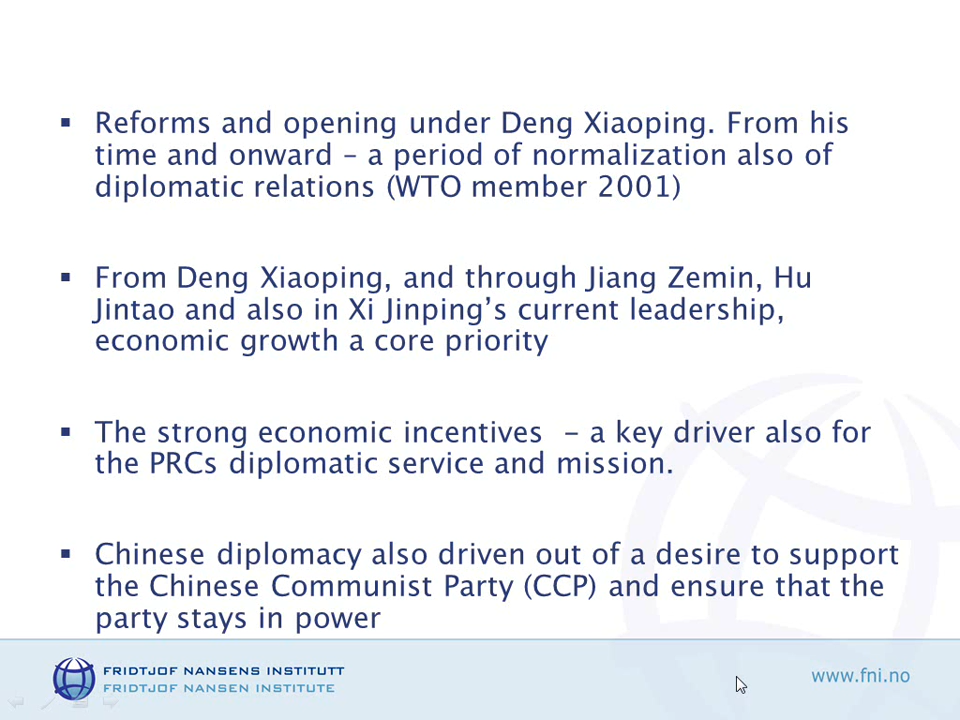 ▪ Reforms and opening under Deng Xiaoping. From his
time and onward – a period of normalization also of
diplomatic relations (WTO member 2001)
▪ From Deng Xiaoping, and through Jiang Zemin, Hu
Jintao and also in Xi Jinping’s current leadership,
economic growth a core priority
▪ The strong economic incentives  - a key driver also for
the PRCs diplomatic service and mission.
▪ Chinese diplomacy also driven out of a desire to support
the Chinese Communist Party (CCP) and ensure that the
party stays in power
FRIDTJOF NANSENS INSTITUTT
FRIDTJOF NANSEN INSTITUTE
www.fni.no